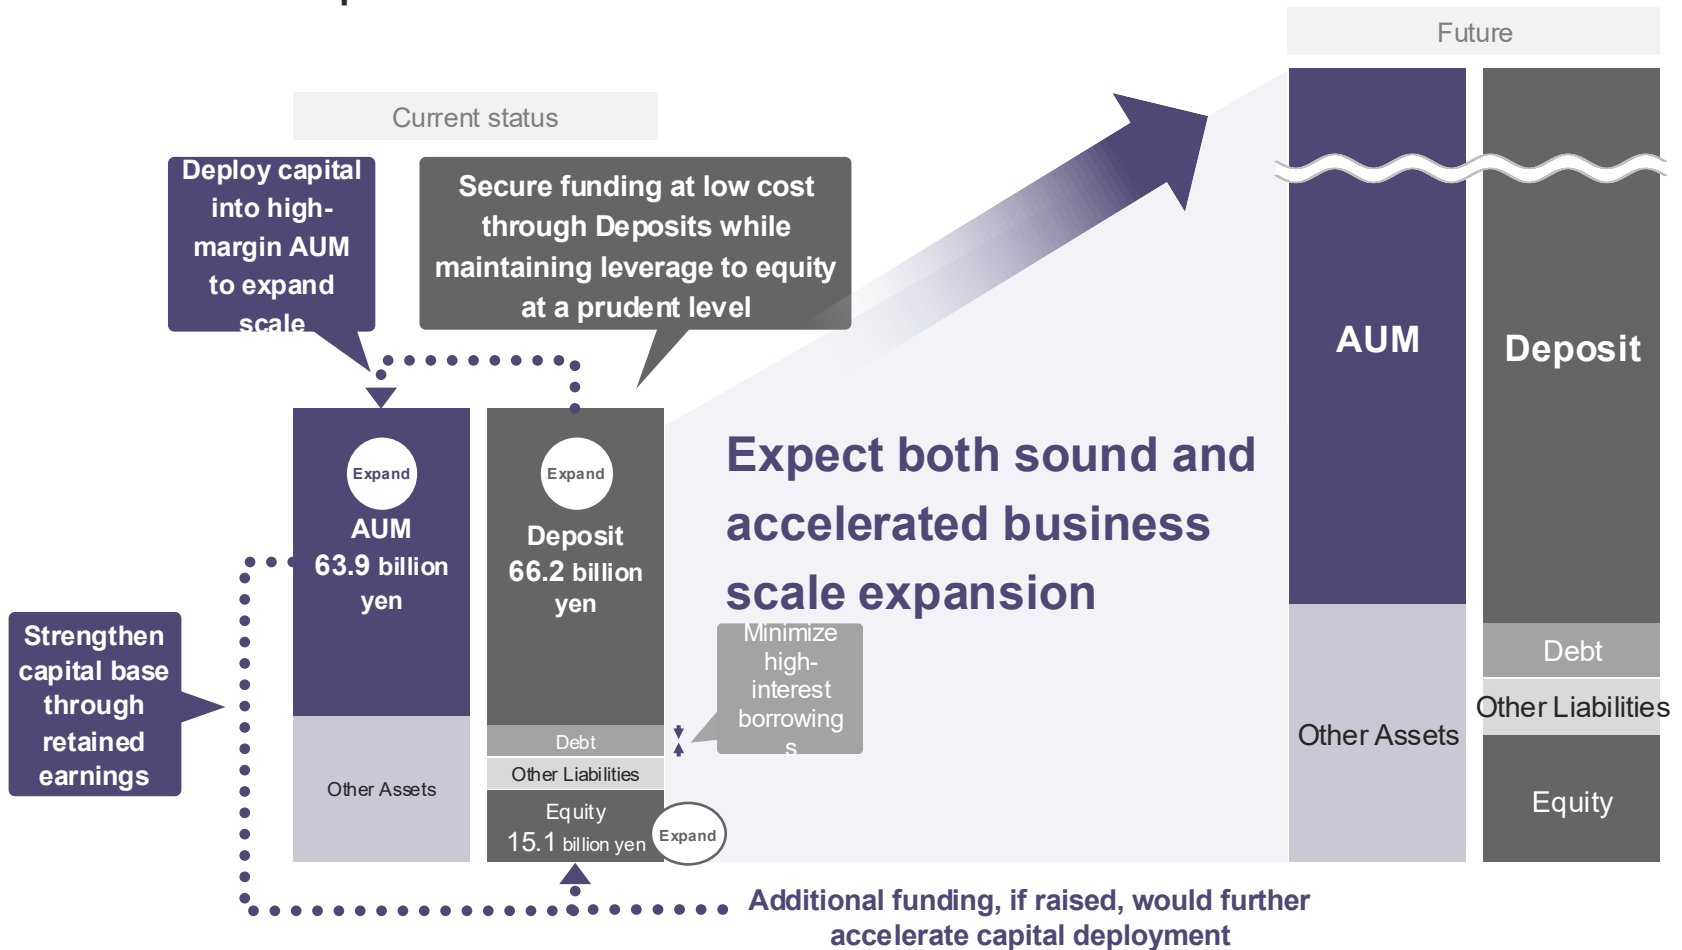 Future
Current status
Deploy capital
into high-
margin AUM
to expand
scale
Secure funding at low cost
through Deposits while
maintaining leverage to equity
at a prudent level
AUM
Deposit
Expand
AUM
63.9 billion
yen
Expand
Deposit
66.2 billion
yen
Expect both sound and
accelerated business
scale expansion
Strengthen
capital base
through
retained
earnings
Minimize
high-
interest
borrowing
s
Debt
Other Liabilities
Other Assets
Equity
15.1 billion yen
Expand
Debt
Other Liabilities
Other Assets
Equity
Additional funding, if raised, would further
accelerate capital deployment